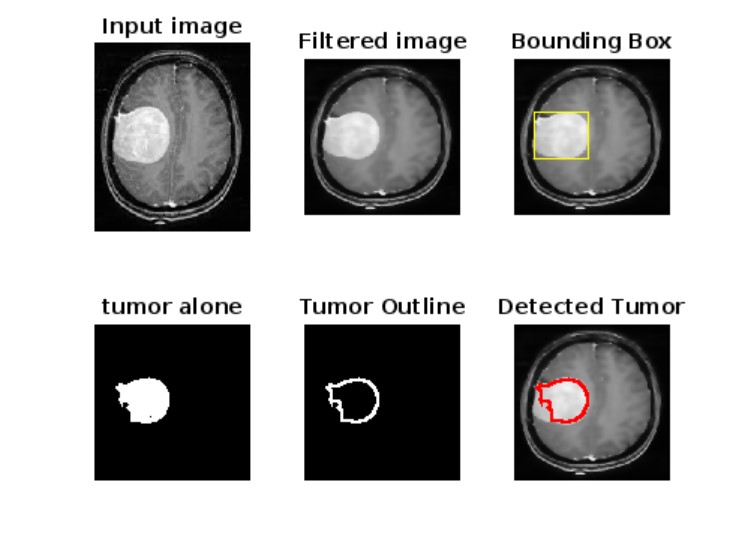 Input image
Filtered image
Bounding Box
tumor alone
Tumor Outline
Detected Tumor